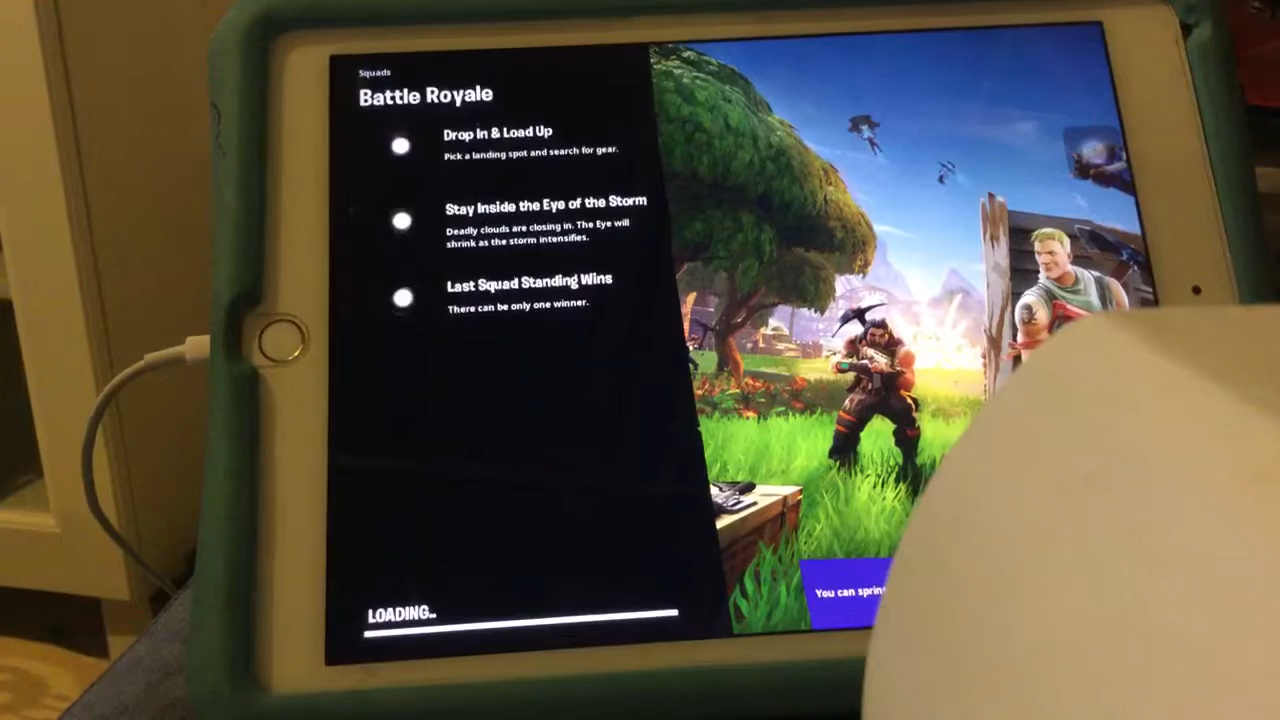 Squads
Battle Royale
Drop In & Load Up
Pick a landing spot and search for gear.
Stay Inside the Eye of the Storm
Deadly clouds are closing in. The Eye will
shrink as the storm intensifies.
Last Squad Standing Wins
There can be only one winner.
LOADING..
You can sprin